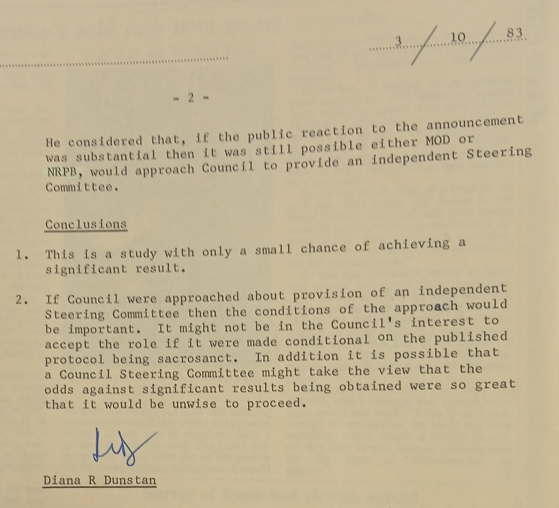 3 / 10 / 83
- 2 -
He considered that, if the public reaction to the announcement
was substantial then it was still possible either MOD or
NRPB, would approach Council to provide an independent Steering
Committee.
Conclusions
1. This is a study with only a small chance of achieving a
significant result.
2. If Council were approached about provision of an independent
Steering Committee then the conditions of the approach would
be important. It might not be in the Council's interest to
accept the role if it were made conditional on the published
protocol being sacrosanct. In addition it is possible that
a Council Steering Committee might take the view that the
odds against significant results being obtained were so great
that it would be unwise to proceed.
Diana R Dunstan